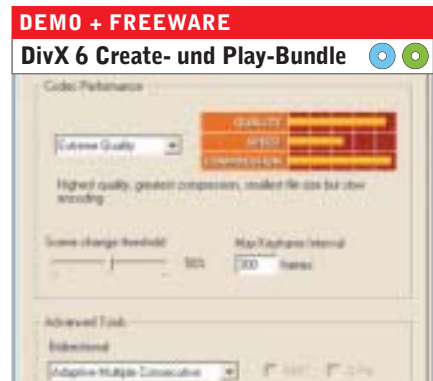 DEMO + FREEWARE
DivX 6 Create- und Play-Bundle
Codec Performance
QUALITY
Extreme Quality
SPEED
COMPRESSION
Highest quality, greatest compression, smallest file size but slow
encoding
Scene change threshold
Max Keyframe Interval
50%
300 frames
Advanced Tools
Bidirectional
Adaptive Multiple Consecutive